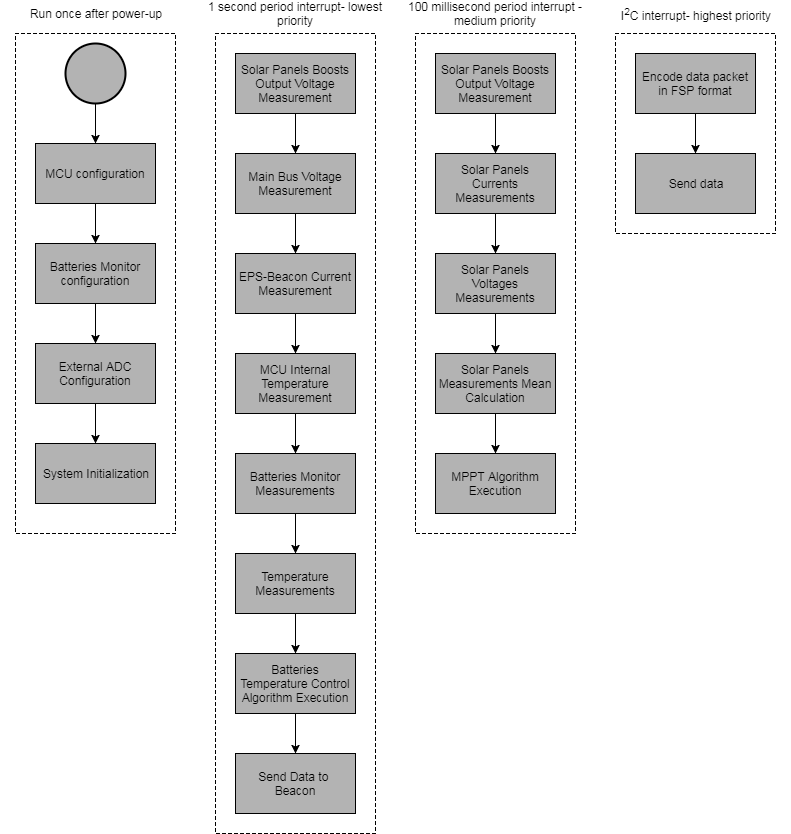 Run once after power-up
MCU configuration
Batteries Monitor
configuration
External ADC
Configuration
System Initialization
1 second period interrupt- lowest
priority
Solar Panels Boosts
Output Voltage
Measurement
Main Bus Voltage
Measurement
EPS-Beacon Current
Measurement
MCU Internal
Temperature
Measurement
Batteries Monitor
Measurements
Temperature
Measurements
Batteries
Temperature Control
Algorithm Execution
Send Data to
Beacon
100 millisecond period interrupt -
medium priority
Solar Panels Boosts
Output Voltage
Measurement
Solar Panels
Currents
Measurements
Solar Panels
Voltages
Measurements
Solar Panels
Measurements Mean
Calculation
MPPT Algorithm
Execution
I²C interrupt- highest priority
Encode data packet
in FSP format
Send data